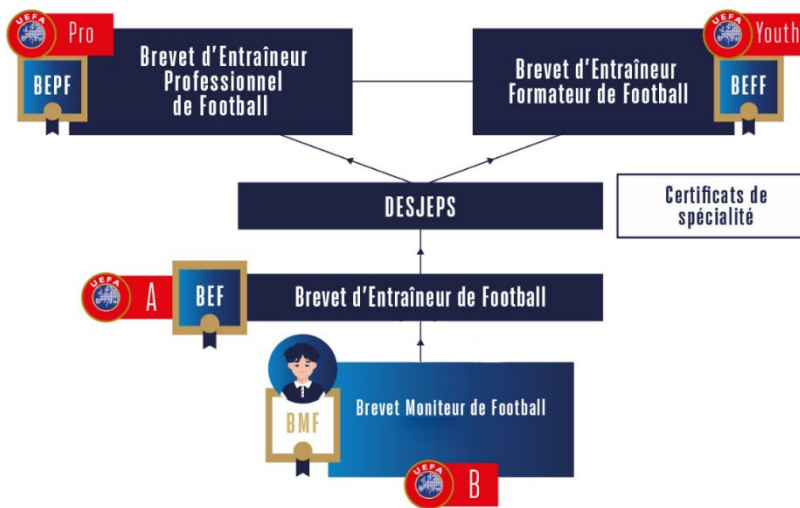 UEFA
Pro
BEPF
Brevet d'Entraîneur
Professionnel
de Football
Brevet d'Entraîneur
Formateur de Football
UEFA
Youth
BEFF
DESJEPS
Certificats de
spécialité
UEFA
A
BEF
Brevet d'Entraîneur de Football
BMF
Brevet Moniteur de Football
UEFA
B